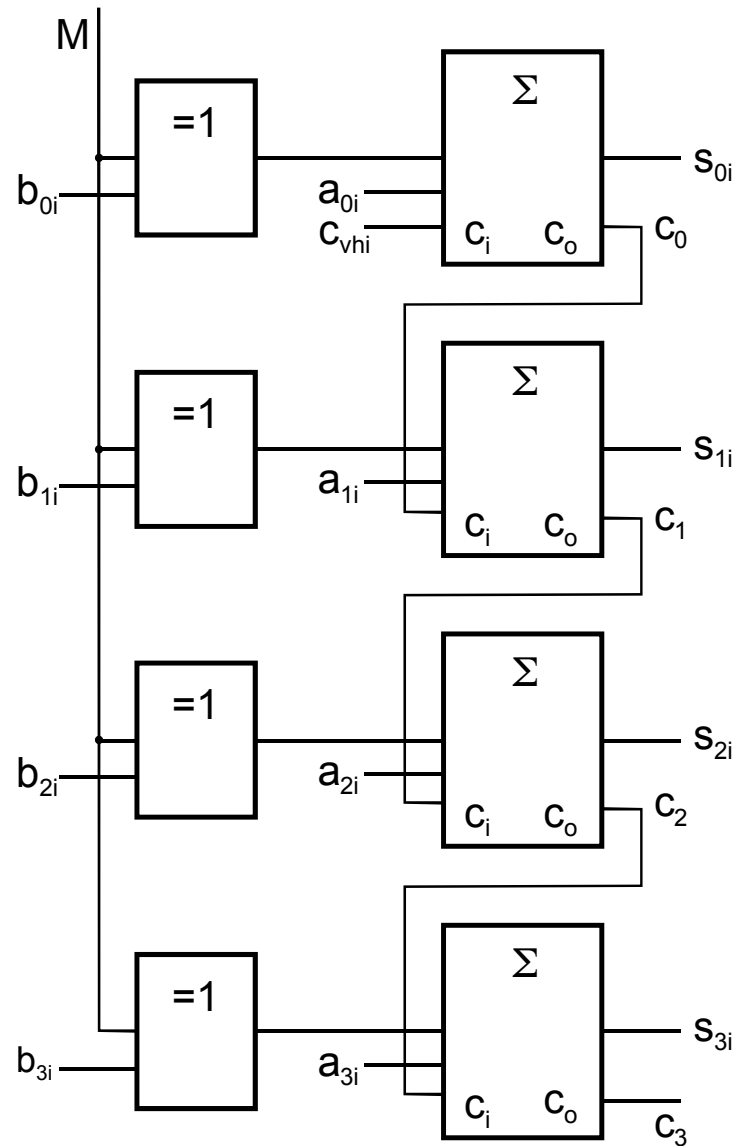 M
=1
Σ
b₀ᵢ
a₀ᵢ
cᵥₕᵢ
cᵢ
cₒ
s₀ᵢ
c₀
=1
Σ
b₁ᵢ
a₁ᵢ
cᵢ
cₒ
s₁ᵢ
c₁
=1
Σ
b₂ᵢ
a₂ᵢ
cᵢ
cₒ
s₂ᵢ
c₂
=1
Σ
b₃ᵢ
a₃ᵢ
cᵢ
cₒ
s₃ᵢ
c₃